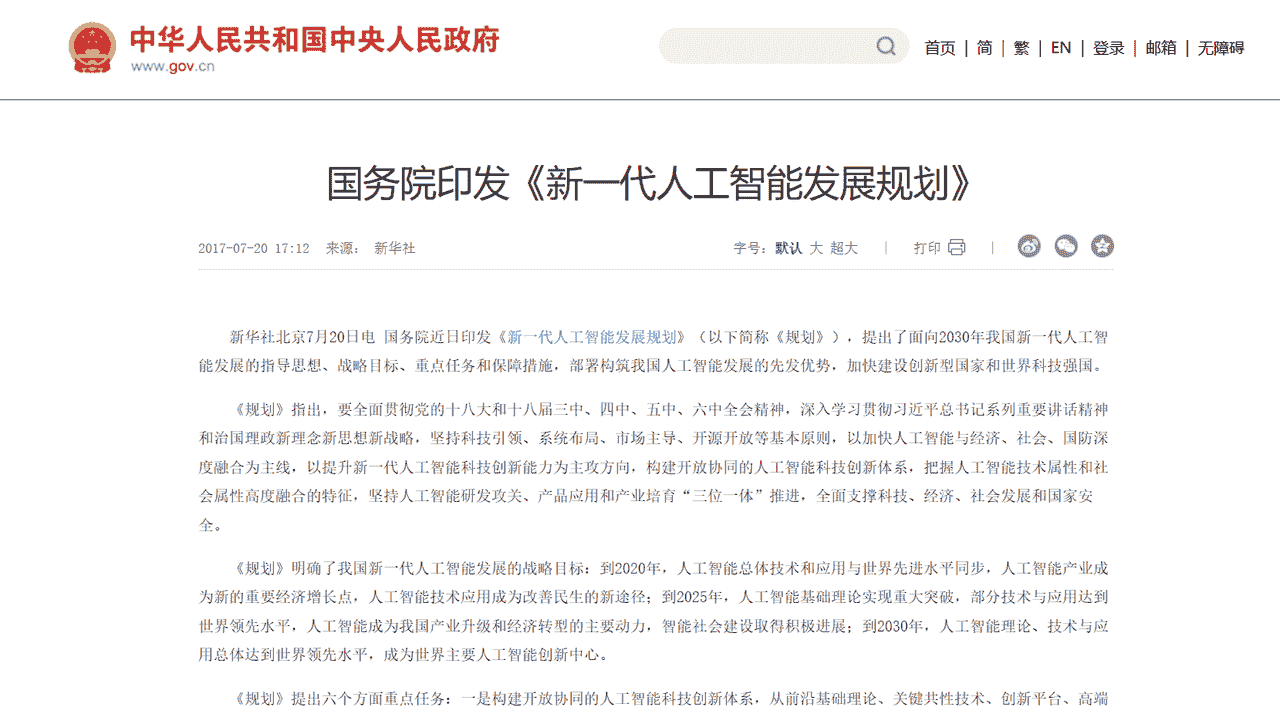 中华人民共和国中央人民政府
www.gov.cn
首页 | 简 | 繁 | EN | 登录 | 邮箱 | 无障碍
国务院印发《新一代人工智能发展规划》
2017-07-20 17:12 来源： 新华社
字号：默认 大 超大 | 打印 |
新华社北京7月20日电 国务院近日印发《新一代人工智能发展规划》（以下简称《规划》），提出了面向2030年我国新一代人工智
能发展的指导思想、战略目标、重点任务和保障措施，部署构筑我国人工智能发展的先发优势，加快建设创新型国家和世界科技强国。
《规划》指出，要全面贯彻党的十八大和十八届三中、四中、五中、六中全会精神，深入学习贯彻习近平总书记系列重要讲话精神
和治国理政新理念新思想新战略，坚持科技引领、系统布局、市场主导、开源开放等基本原则，以加快人工智能与经济、社会、国防深
度融合为主线，以提升新一代人工智能科技创新能力为主攻方向，构建开放协同的人工智能科技创新体系，把握人工智能技术属性和社
会属性高度融合的特征，坚持人工智能研发攻关、产品应用和产业培育“三位一体”推进，全面支撑科技、经济、社会发展和国家安
全。
《规划》明确了我国新一代人工智能发展的战略目标：到2020年，人工智能总体技术和应用与世界先进水平同步，人工智能产业成
为新的重要经济增长点，人工智能技术应用成为改善民生的新途径；到2025年，人工智能基础理论实现重大突破，部分技术与应用达到
世界领先水平，人工智能成为我国产业升级和经济转型的主要动力，智能社会建设取得积极进展；到2030年，人工智能理论、技术与应
用总体达到世界领先水平，成为世界主要人工智能创新中心。
《规划》提出六个方面重点任务：一是构建开放协同的人工智能科技创新体系，从前沿基础理论、关键共性技术、创新平台、高端